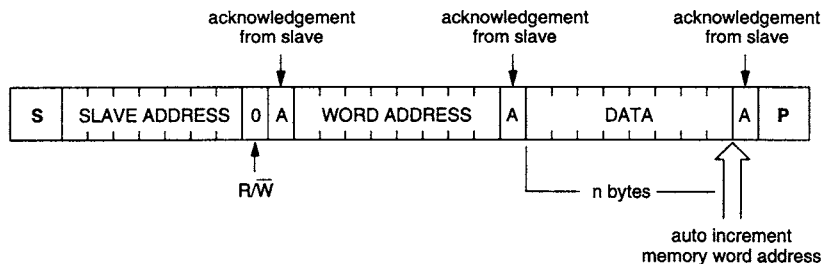 acknowledgement
from slave
acknowledgement
from slave
acknowledgement
from slave
S SLAVE ADDRESS 0 A WORD ADDRESS A DATA A P
R/W̅
n bytes
auto increment
memory word address